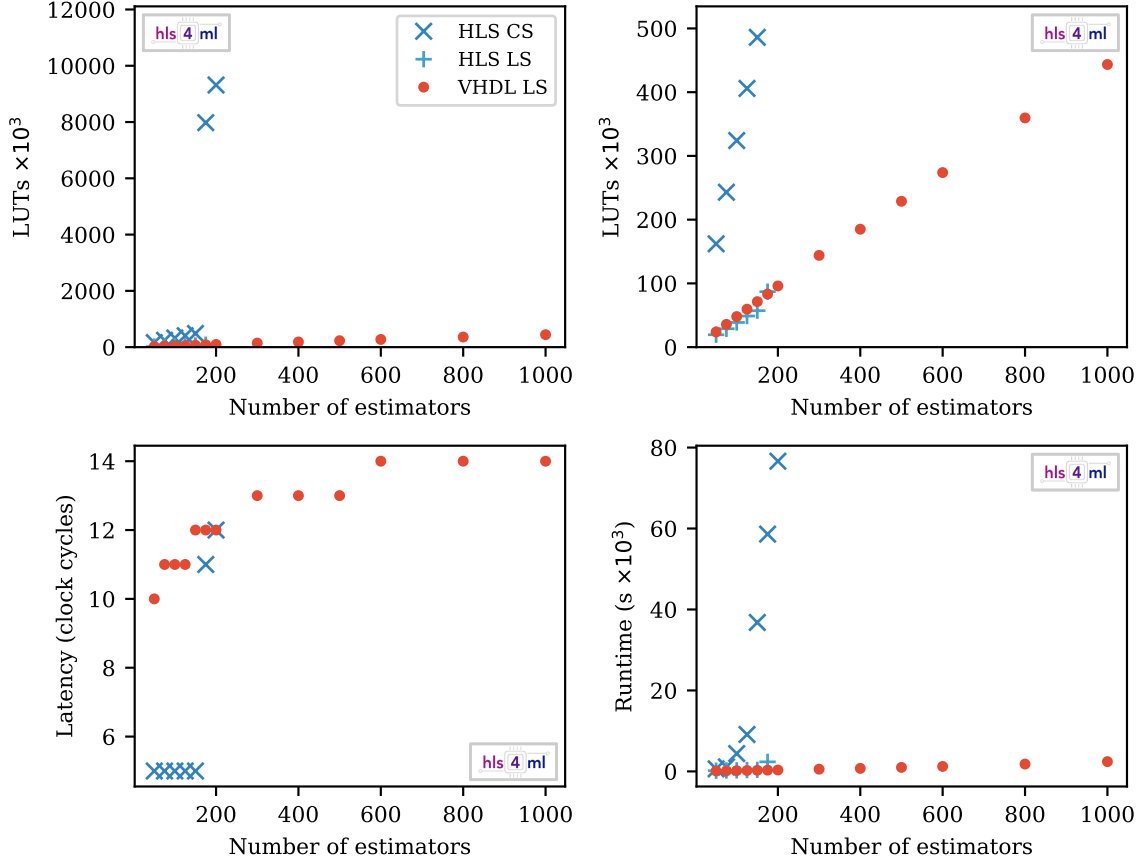 12000
10000
8000
6000
4000
2000
0
LUTs ×10³
200 400 600 800 1000
Number of estimators
hls 4 ml
HLS CS
HLS LS
VHDL LS
500
400
300
200
100
0
LUTs ×10³
200 400 600 800 1000
Number of estimators
hls 4 ml
14
12
10
8
6
Latency (clock cycles)
200 400 600 800 1000
Number of estimators
hls 4 ml
80
60
40
20
0
Runtime (s ×10³)
200 400 600 800 1000
Number of estimators
hls 4 ml